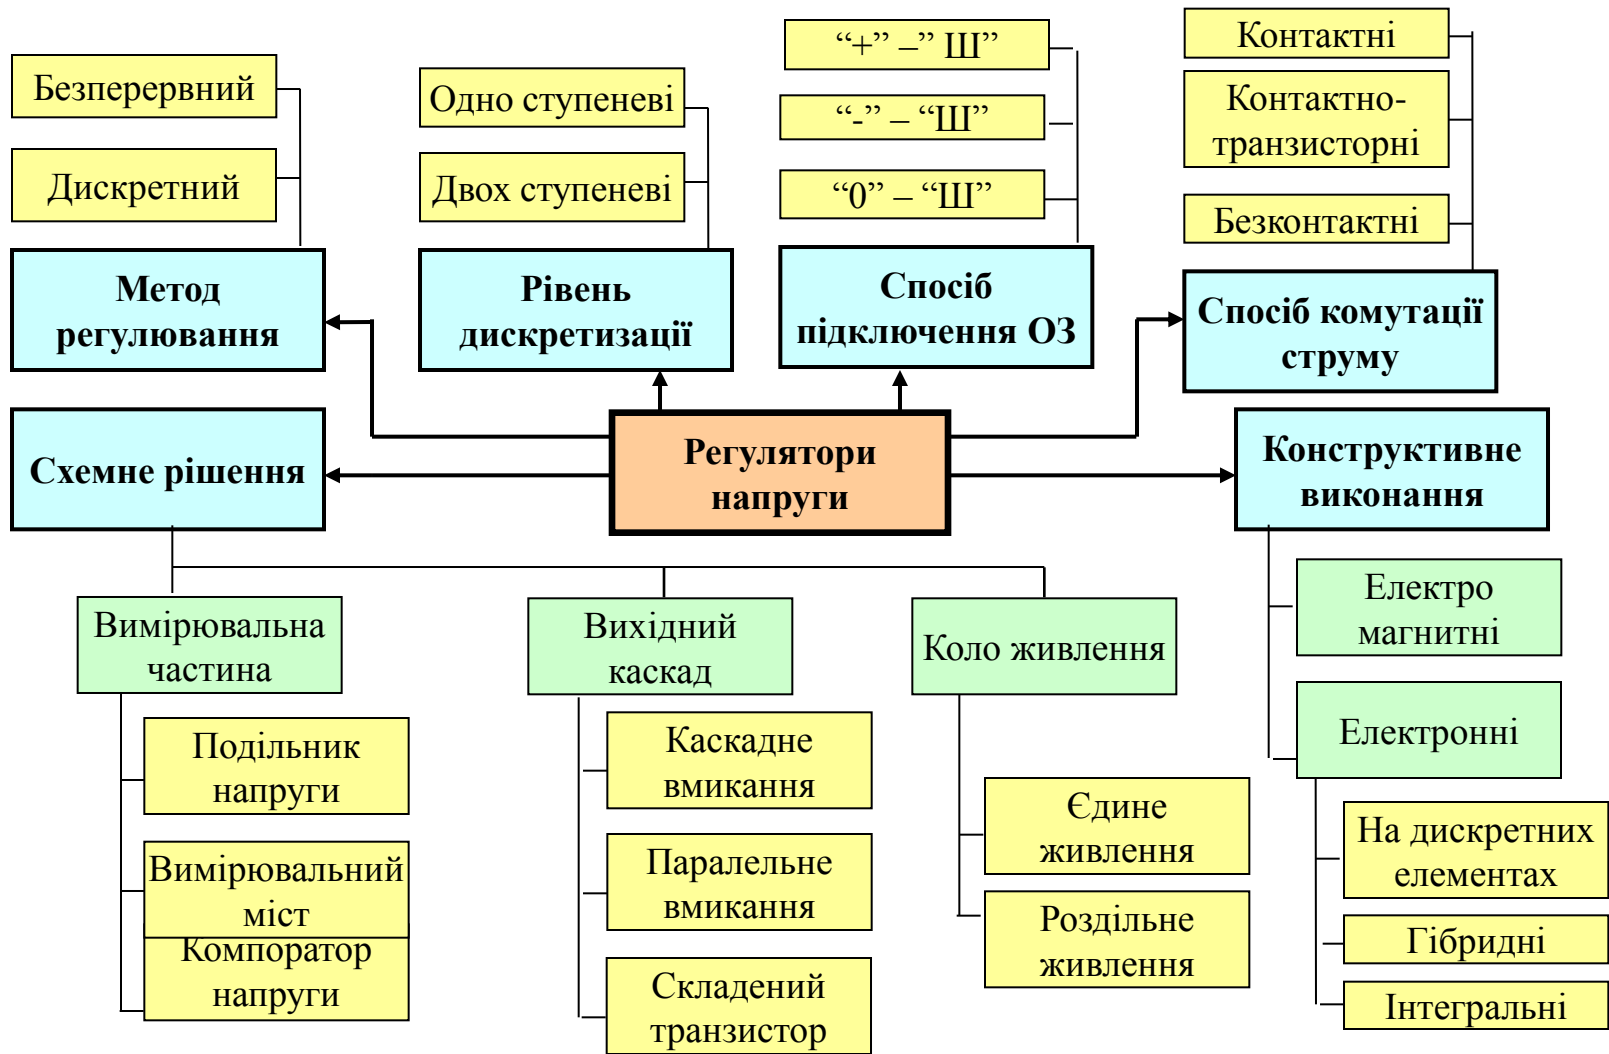 Безперервний
Дискретний
Метод
регулювання
Одно ступеневі
Двох ступеневі
Рівень
дискретизації
“+” –” Ш”
“-” – “Ш”
“0” – “Ш”
Спосіб
підключення ОЗ
Контактні
Контактно-
транзисторні
Безконтактні
Спосіб комутації
струму
Схемне рішення
Регулятори
напруги
Конструктивне
виконання
Вимірювальна
частина
Подільник
напруги
Вимірювальний
міст
Компоратор
напруги
Вихідний
каскад
Каскадне
вмикання
Паралельне
вмикання
Складений
транзистор
Коло живлення
Єдине
живлення
Роздільне
живлення
Електро
магнитні
Електронні
На дискретних
елементах
Гібридні
Інтегральні